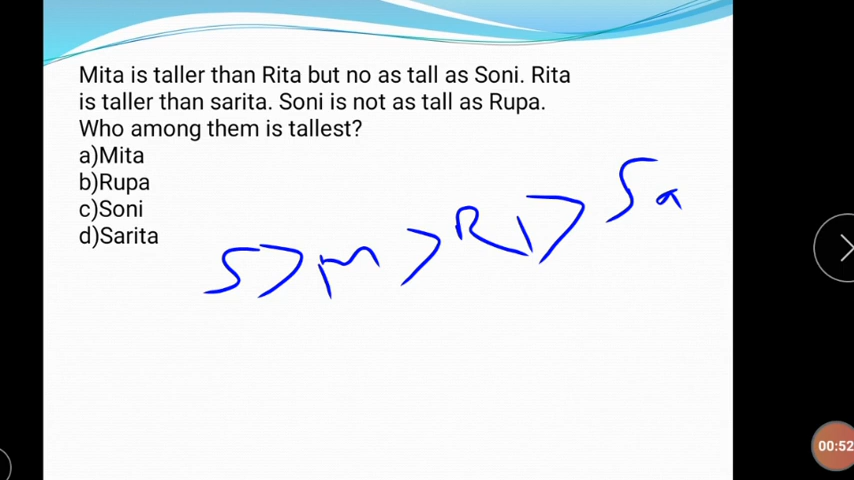 Mita is taller than Rita but no as tall as Soni. Rita
is taller than sarita. Soni is not as tall as Rupa.
Who among them is tallest?
a)Mita
b)Rupa
c)Soni
d)Sarita
S > M > Ri > Sa
00:52